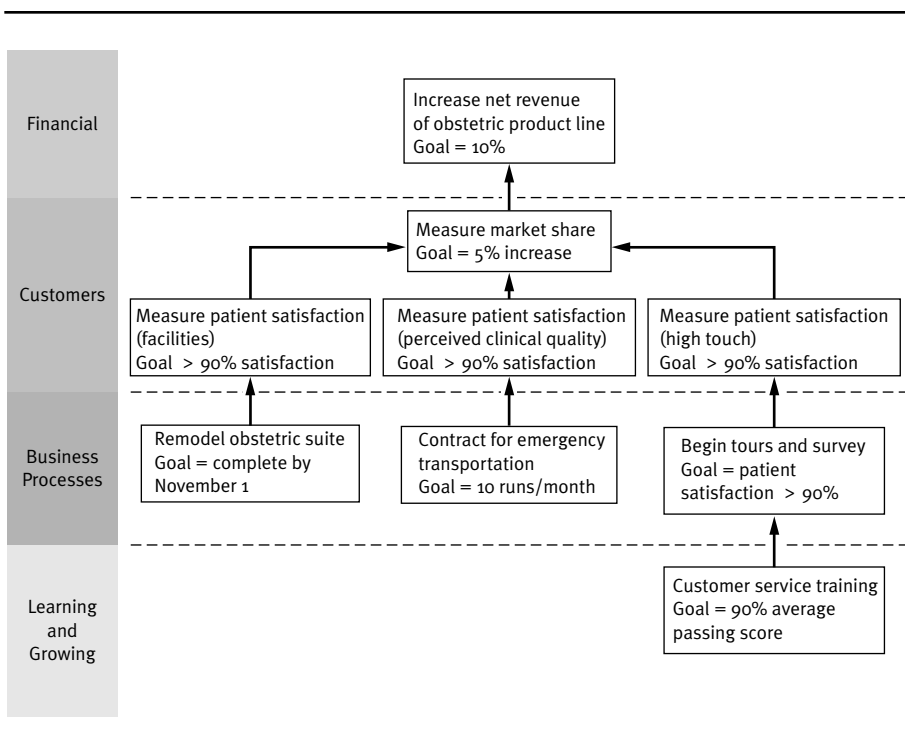 Financial
Increase net revenue
of obstetric product line
Goal = 10%
Customers
Measure market share
Goal = 5% increase
Measure patient satisfaction
(facilities)
Goal > 90% satisfaction
Measure patient satisfaction
(perceived clinical quality)
Goal > 90% satisfaction
Measure patient satisfaction
(high touch)
Goal > 90% satisfaction
Business
Processes
Remodel obstetric suite
Goal = complete by
November 1
Contract for emergency
transportation
Goal = 10 runs/month
Begin tours and survey
Goal = patient
satisfaction > 90%
Learning
and
Growing
Customer service training
Goal = 90% average
passing score